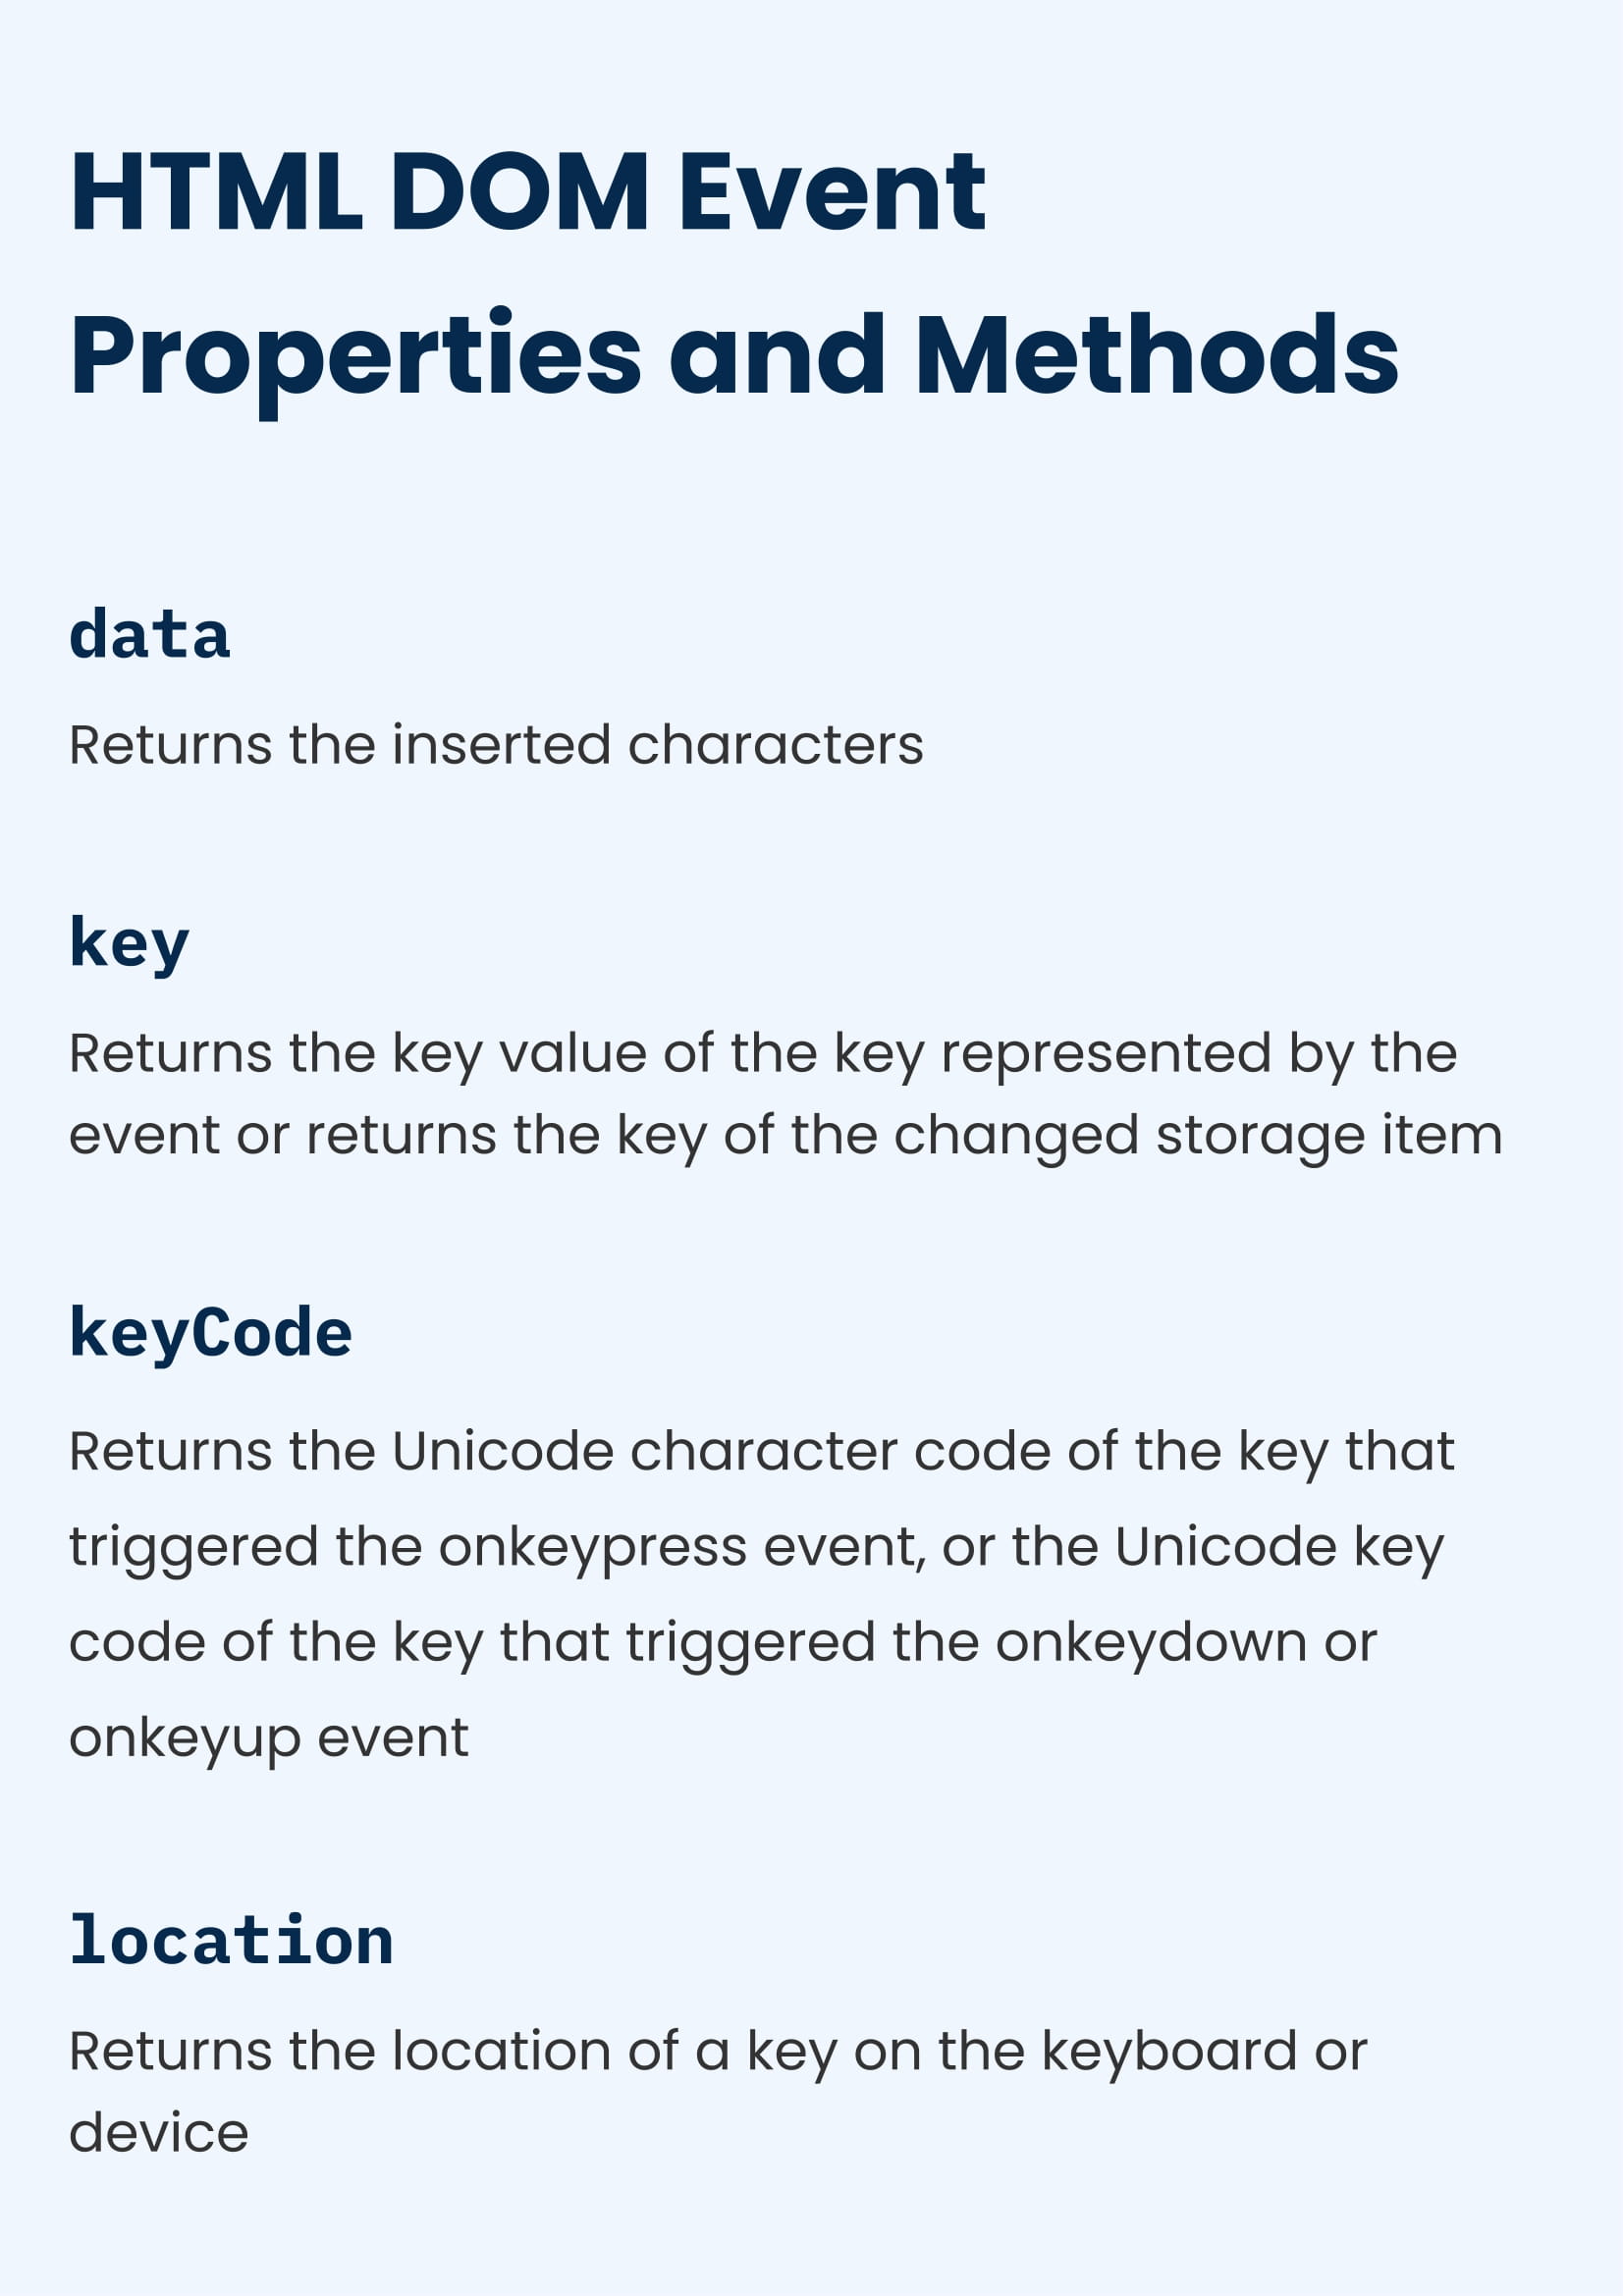 HTML DOM Event
Properties and Methods
data
Returns the inserted characters
key
Returns the key value of the key represented by the
event or returns the key of the changed storage item
keyCode
Returns the Unicode character code of the key that
triggered the onkeypress event, or the Unicode key
code of the key that triggered the onkeydown or
onkeyup event
location
Returns the location of a key on the keyboard or
device